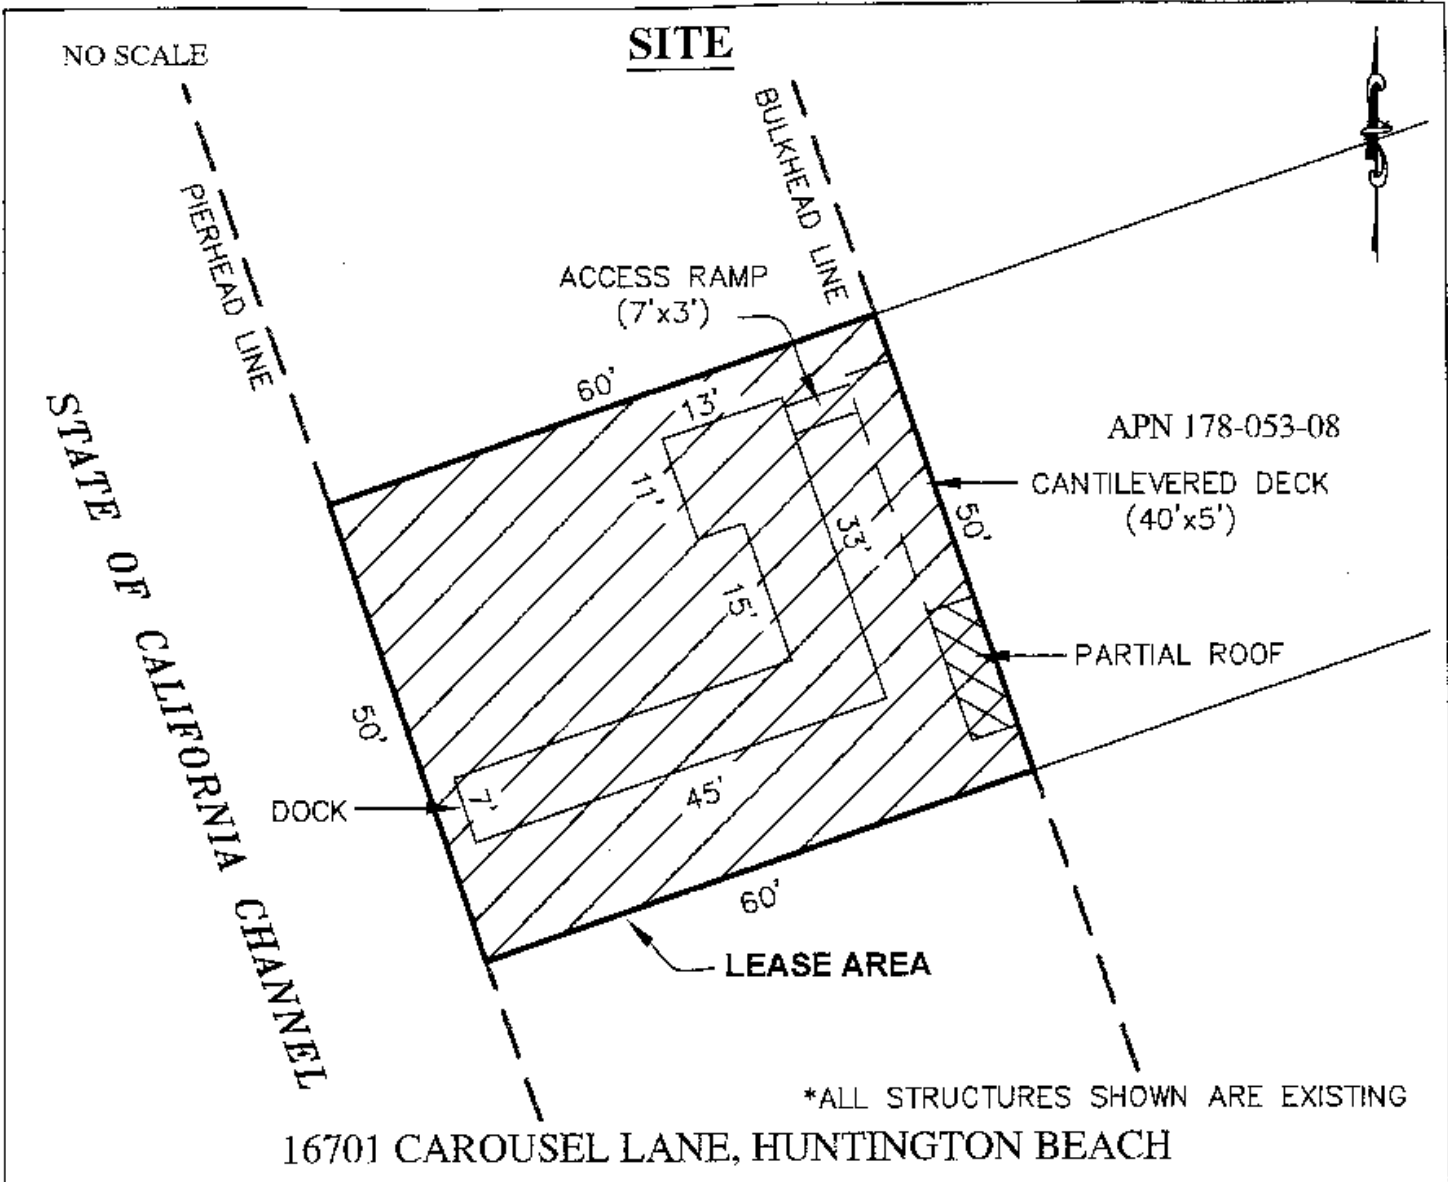 NO SCALE
SITE
PIERHEAD LINE
BULKHEAD LINE
ACCESS RAMP
(7'x3')
60'
13'
11'
33'
15'
50'
APN 178-053-08
CANTILEVERED DECK
(40'x5')
PARTIAL ROOF
50'
DOCK
7'
45'
60'
LEASE AREA
STATE OF CALIFORNIA CHANNEL
*ALL STRUCTURES SHOWN ARE EXISTING
16701 CAROUSEL LANE, HUNTINGTON BEACH